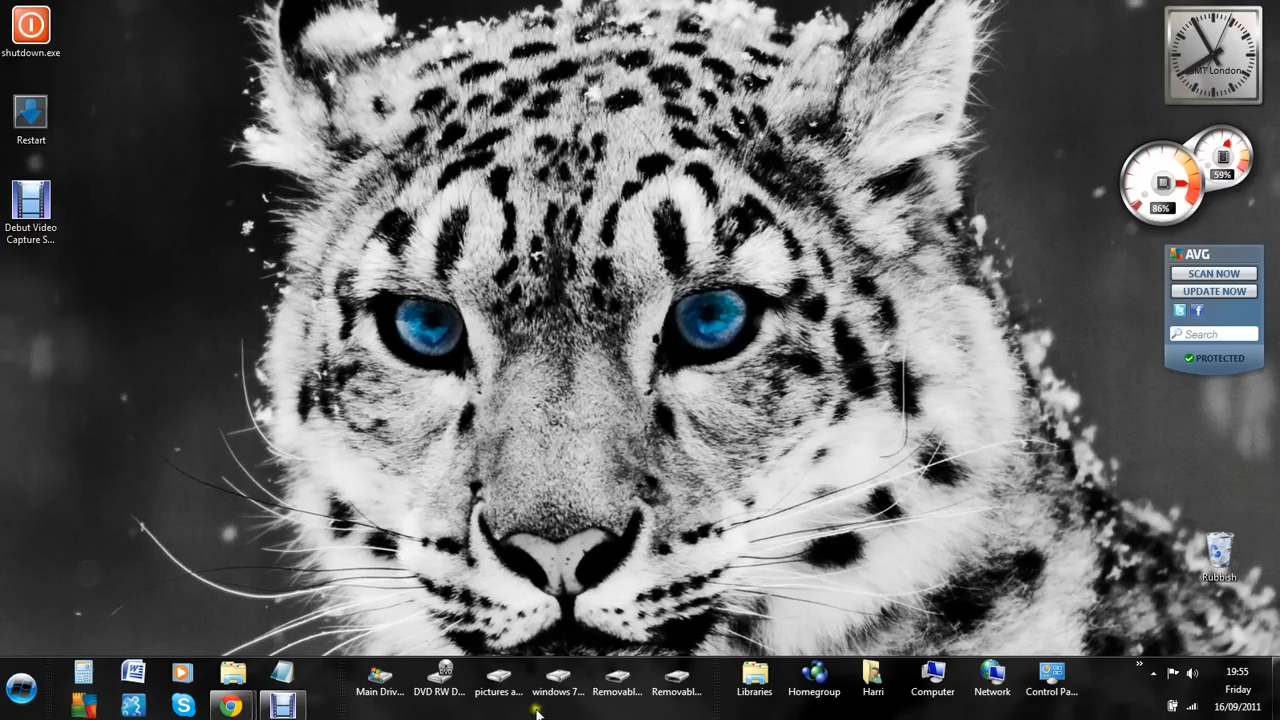 shutdown.exe
Restart
Debut Video
Capture S...
GMT London
59%
86%
AVG
SCAN NOW
UPDATE NOW
Search
PROTECTED
Rubbish
Main Driv...
DVD RW D...
pictures a...
windows 7...
Removabl...
Removabl...
Libraries
Homegroup
Harri
Computer
Network
Control Pa...
19:55
Friday
16/09/2011